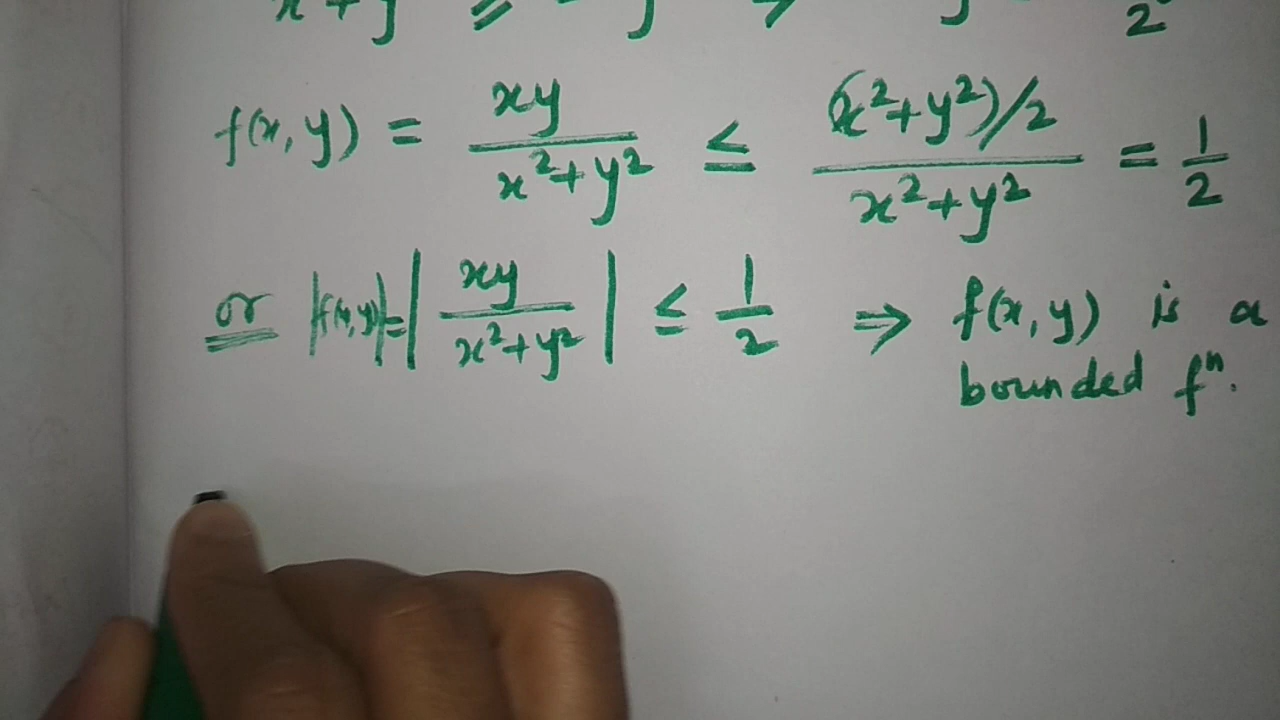 f(x,y) = xy / x²+y² ≤ (x²+y²)/2 / x²+y² = 1/2
or |f(x,y)|= | xy / x²+y² | ≤ 1/2 ⇒ f(x,y) is a
bounded fⁿ.